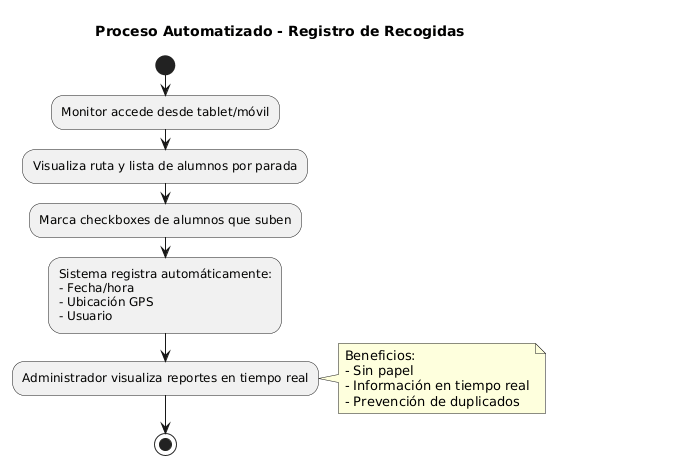 Proceso Automatizado - Registro de Recogidas
Monitor accede desde tablet/móvil
Visualiza ruta y lista de alumnos por parada
Marca checkboxes de alumnos que suben
Sistema registra automáticamente:
- Fecha/hora
- Ubicación GPS
- Usuario
Administrador visualiza reportes en tiempo real
Beneficios:
- Sin papel
- Información en tiempo real
- Prevención de duplicados